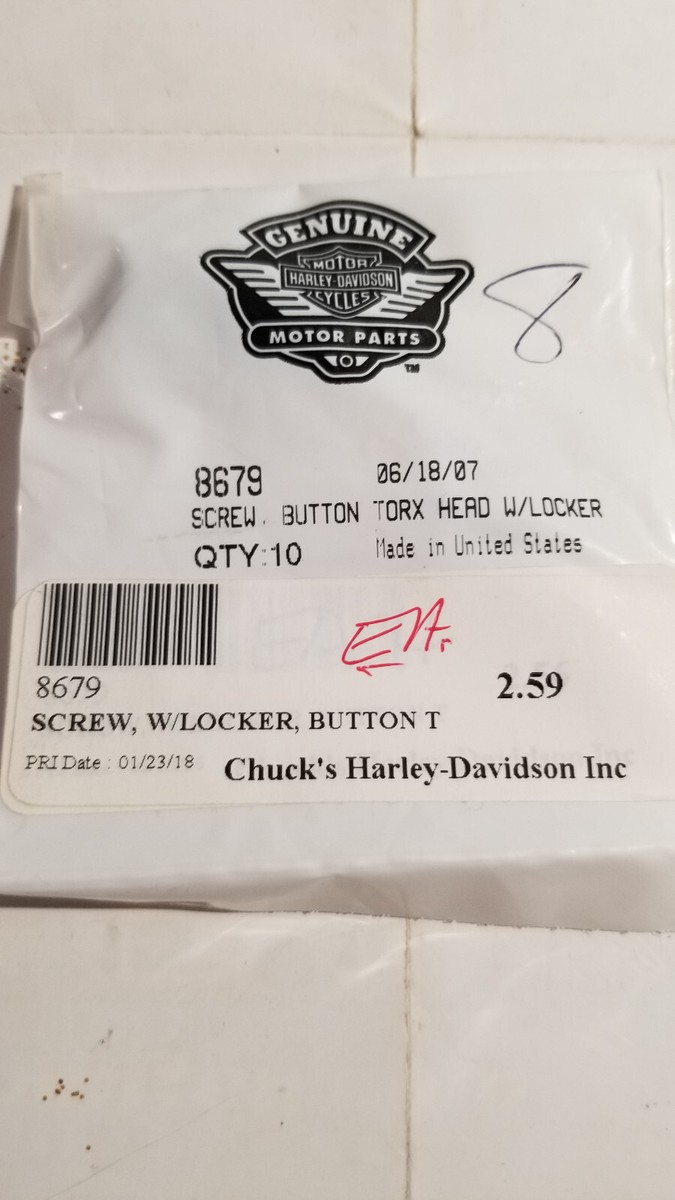 GENUINE
MOTOR
HARLEY-DAVIDSON
CYCLES
MOTOR PARTS
TM
8
8679 06/18/07
SCREW, BUTTON TORX HEAD W/LOCKER
QTY:10 Made in United States
EA.
8679 2.59
SCREW, W/LOCKER, BUTTON T
PRI Date : 01/23/18 Chuck's Harley-Davidson Inc